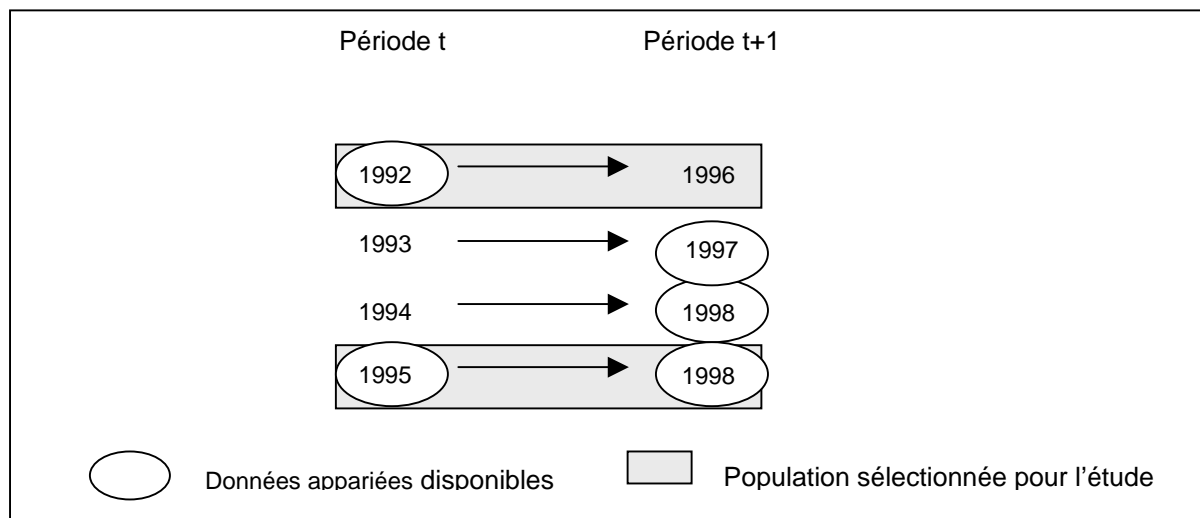 Période t Période t+1
1992 1996
1993 1997
1994 1998
1995 1998
Données appariées disponibles Population sélectionnée pour l'étude